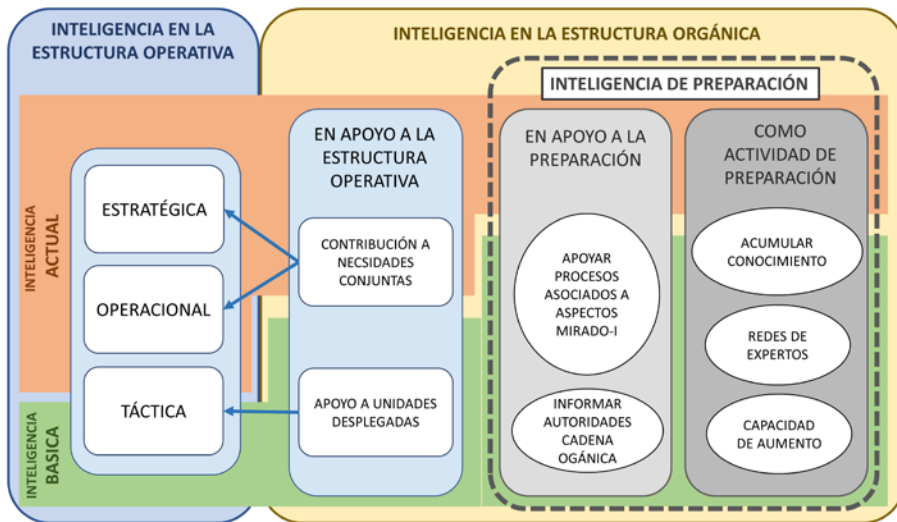 INTELIGENCIA EN LA
ESTRUCTURA OPERATIVA
INTELIGENCIA EN LA ESTRUCTURA ORGÁNICA
INTELIGENCIA DE PREPARACIÓN
INTELIGENCIA
ACTUAL
INTELIGENCIA
BASICA
ESTRATÉGICA
OPERACIONAL
TÁCTICA
EN APOYO A LA
ESTRUCTURA
OPERATIVA
CONTRIBUCIÓN A
NECSIDADES
CONJUNTAS
APOYO A UNIDADES
DESPLEGADAS
EN APOYO A LA
PREPARACIÓN
APOYAR
PROCESOS
ASOCIADOS A
ASPECTOS
MIRADO-I
INFORMAR
AUTORIDADES
CADENA
OGÁNICA
COMO
ACTIVIDAD DE
PREPARACIÓN
ACUMULAR
CONOCIMIENTO
REDES DE
EXPERTOS
CAPACIDAD
DE AUMENTO